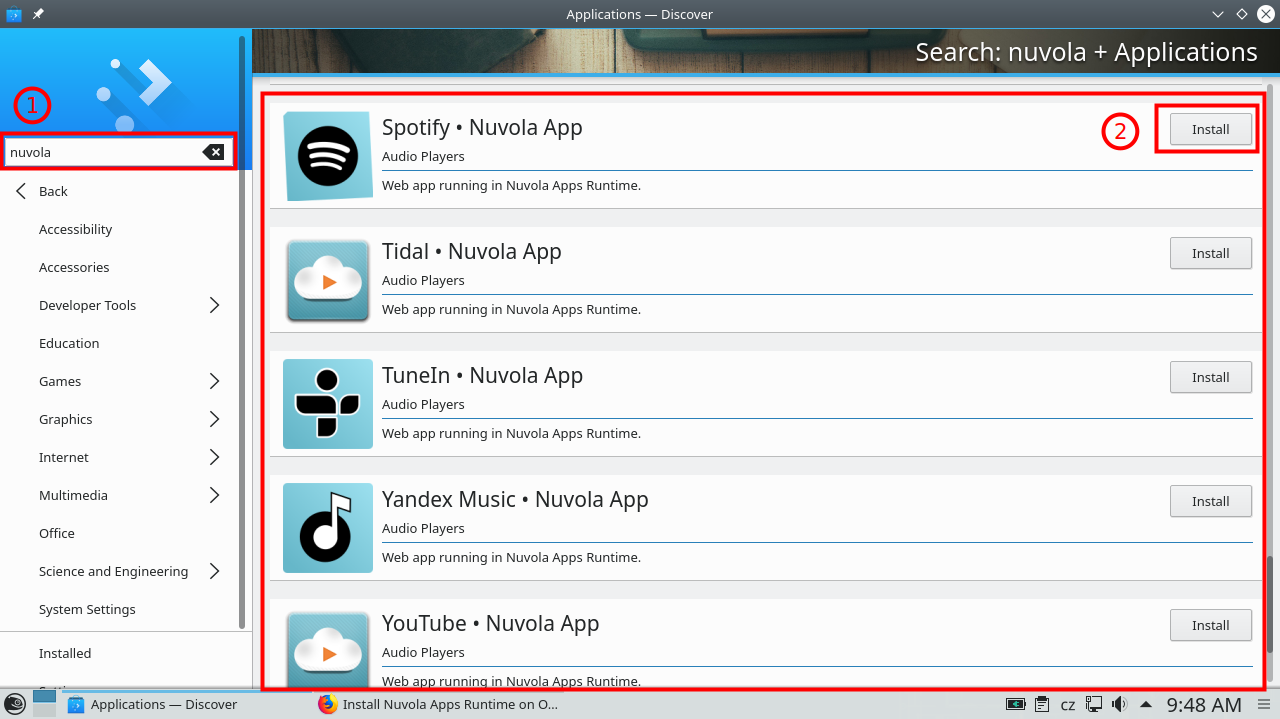 Applications — Discover
Search: nuvola + Applications
1
nuvola
Back
Accessibility
Accessories
Developer Tools
Education
Games
Graphics
Internet
Multimedia
Office
Science and Engineering
System Settings
Installed
2
Spotify • Nuvola App
Install
Audio Players
Web app running in Nuvola Apps Runtime.
Tidal • Nuvola App
Install
Audio Players
Web app running in Nuvola Apps Runtime.
TuneIn • Nuvola App
Install
Audio Players
Web app running in Nuvola Apps Runtime.
Yandex Music • Nuvola App
Install
Audio Players
Web app running in Nuvola Apps Runtime.
YouTube • Nuvola App
Install
Audio Players
Web app running in Nuvola Apps Runtime.
Applications — Discover
Install Nuvola Apps Runtime on O...
cz
9:48 AM